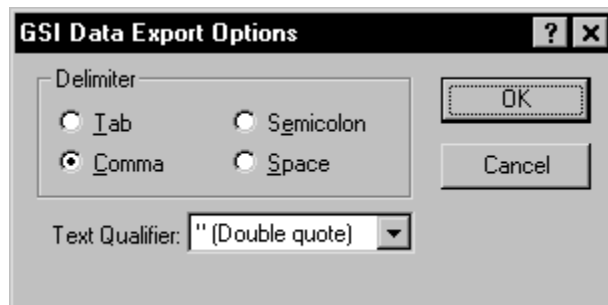 GSI Data Export Options ?
Delimiter
Tab Semicolon
Comma Space
OK
Cancel
Text Qualifier: " (Double quote)